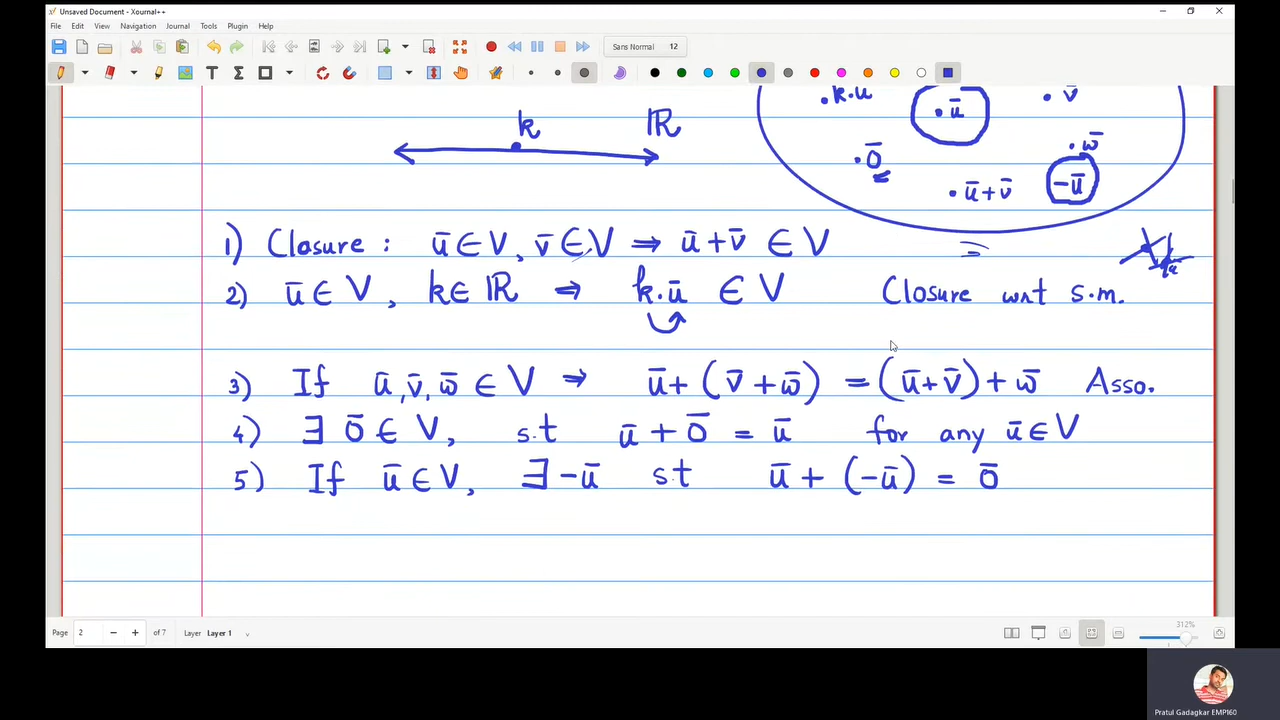 Unsaved Document - Xournal++
File Edit View Navigation Journal Tools Plugin Help
Sans Normal 12
k ℝ
k.u ū v̄
0̄ w̄
ū+v̄ -ū
1) Closure : ū ∈ V, v̄ ∈ V ⇒ ū+v̄ ∈ V
2) ū ∈ V, k ∈ ℝ ⇒ k.ū ∈ V Closure wrt s.m.
3) If ū, v̄, w̄ ∈ V ⇒ ū+(v̄+w̄) = (ū+v̄)+w̄ Asso.
4) ∃ 0̄ ∈ V, s.t ū + 0̄ = ū for any ū ∈ V
5) If ū ∈ V, ∃ -ū s.t ū + (-ū) = 0̄
Page 2 of 7 Layer Layer 1 312%
Pratul Gadagkar EMP160